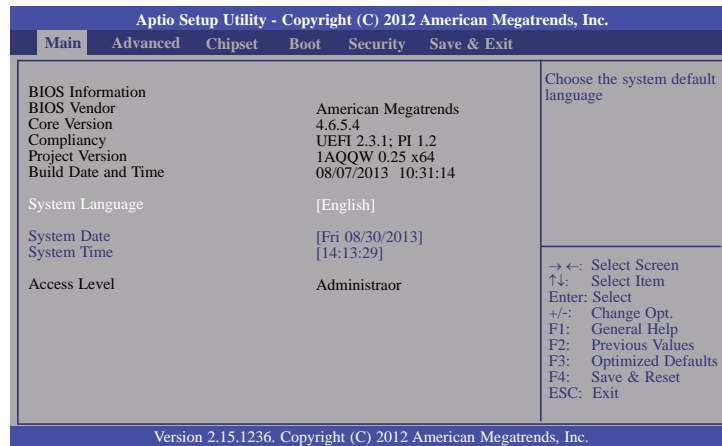 Aptio Setup Utility - Copyright (C) 2012 American Megatrends, Inc.
Main Advanced Chipset Boot Security Save & Exit
BIOS Information
BIOS Vendor American Megatrends
Core Version 4.6.5.4
Compliancy UEFI 2.3.1; PI 1.2
Project Version 1AQQW 0.25 x64
Build Date and Time 08/07/2013 10:31:14
System Language [English]
System Date [Fri 08/30/2013]
System Time [14:13:29]
Access Level Administraor
Choose the system default
language
→ ←: Select Screen
↑↓: Select Item
Enter: Select
+/-: Change Opt.
F1: General Help
F2: Previous Values
F3: Optimized Defaults
F4: Save & Reset
ESC: Exit
Version 2.15.1236. Copyright (C) 2012 American Megatrends, Inc.